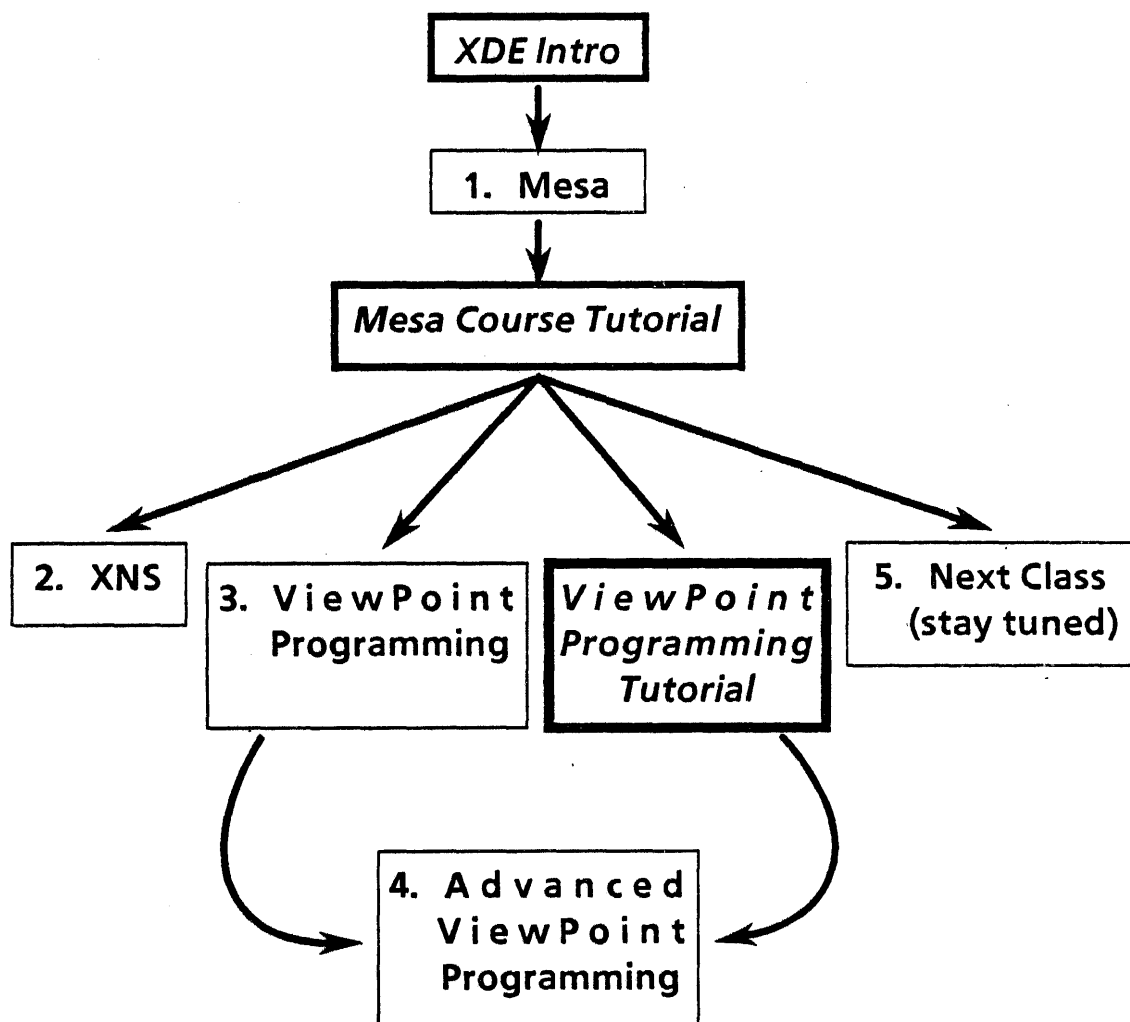 XDE Intro
1. Mesa
Mesa Course Tutorial
2. XNS
3. ViewPoint
Programming
ViewPoint
Programming
Tutorial
5. Next Class
(stay tuned)
4. Advanced
ViewPoint
Programming